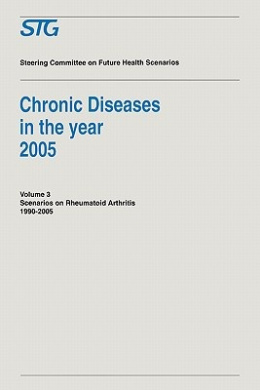 STG
Steering Committee on Future Health Scenarios
Chronic Diseases
in the year
2005
Volume 3
Scenarios on Rheumatoid Arthritis
1990-2005